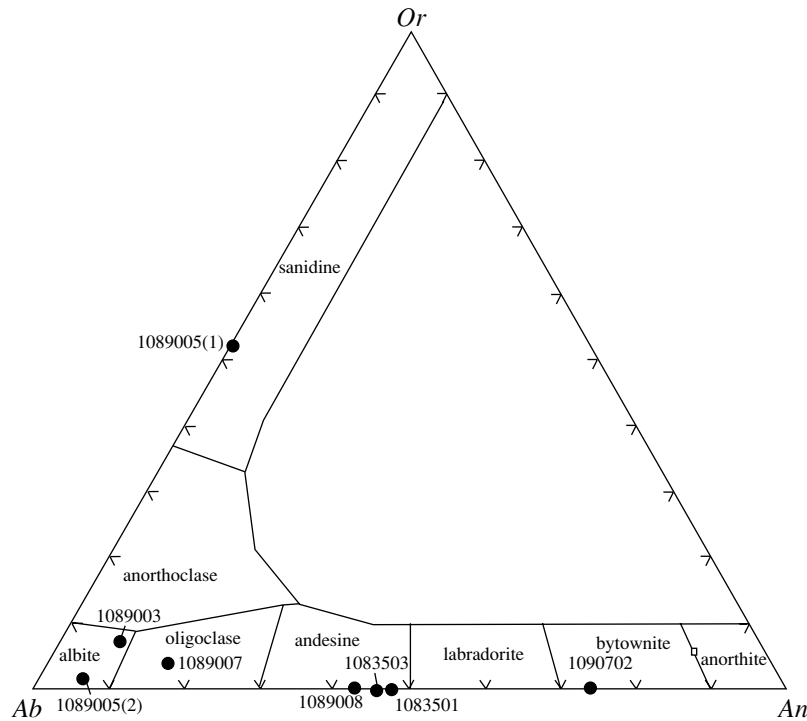 Or
sanidine
1089005(1)
anorthoclase
1089003
oligoclase
andesine
bytownite
albite
1089007
1083503
labradorite
1090702
anorthite
1089005(2)
1089008
1083501
Ab
An